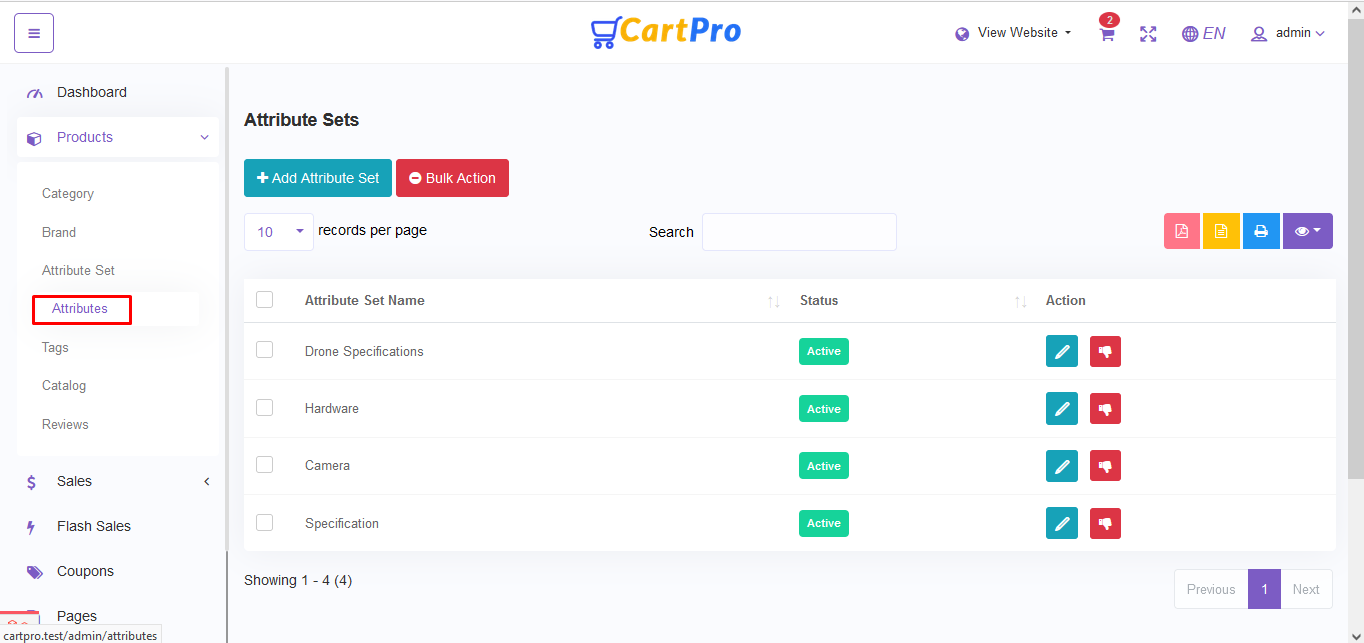 CartPro
View Website
2
EN
admin
Dashboard
Products
Category
Brand
Attribute Set
Attributes
Tags
Catalog
Reviews
Sales
Flash Sales
Coupons
Pages
cartpro.test/admin/attributes
Attribute Sets
Add Attribute Set
Bulk Action
10 records per page
Search
Attribute Set Name Status Action
Drone Specifications Active
Hardware Active
Camera Active
Specification Active
Showing 1 - 4 (4)
Previous 1 Next